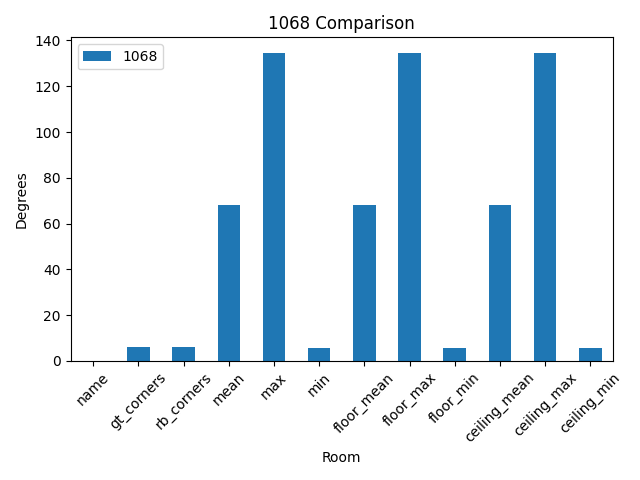 1068 Comparison
1068
140
120
100
80
60
40
20
0
Degrees
name
gt_corners
rb_corners
mean
max
min
floor_mean
floor_max
floor_min
ceiling_mean
ceiling_max
ceiling_min
Room